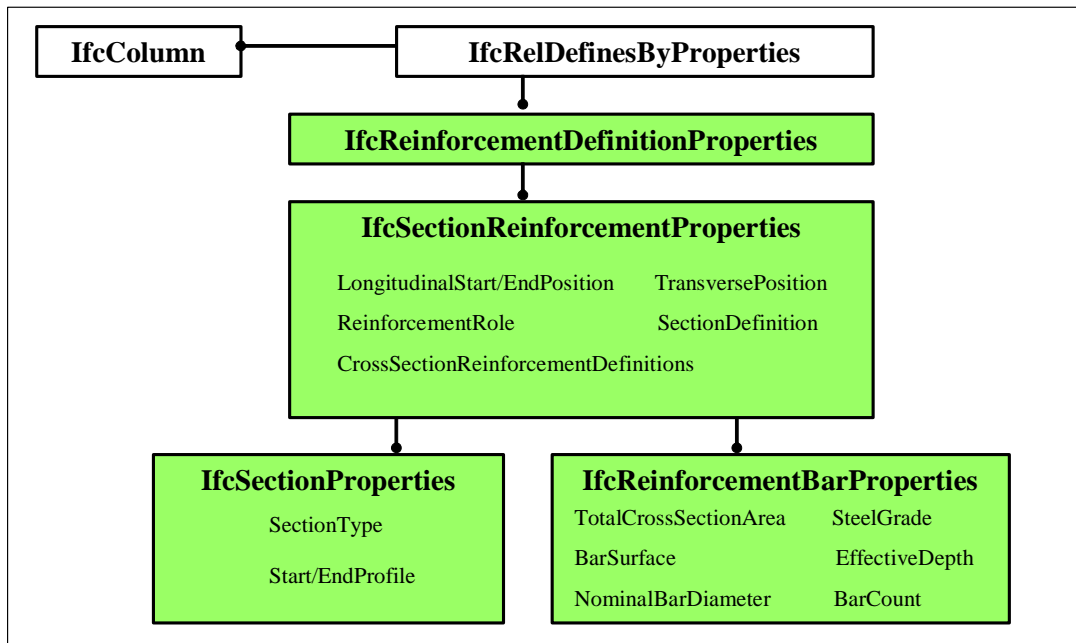 IfcColumn
IfcRelDefinesByProperties
IfcReinforcementDefinitionProperties
IfcSectionReinforcementProperties
LongitudinalStart/EndPosition TransversePosition
ReinforcementRole SectionDefinition
CrossSectionReinforcementDefinitions
IfcSectionProperties
SectionType
Start/EndProfile
IfcReinforcementBarProperties
TotalCrossSectionArea SteelGrade
BarSurface EffectiveDepth
NominalBarDiameter BarCount